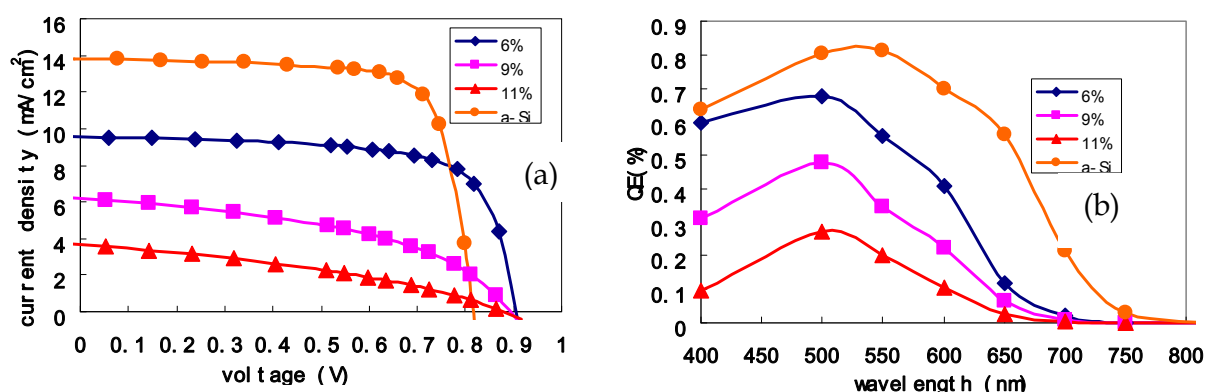 current density (mA/cm²)
16
14
12
10
8
6
4
2
0
0 0.1 0.2 0.3 0.4 0.5 0.6 0.7 0.8 0.9 1
voltage (V)
6%
9%
11%
a-Si
(a)
QE(%)
0.9
0.8
0.7
0.6
0.5
0.4
0.3
0.2
0.1
0
400 450 500 550 600 650 700 750 800
wavelength (nm)
6%
9%
11%
a-Si
(b)